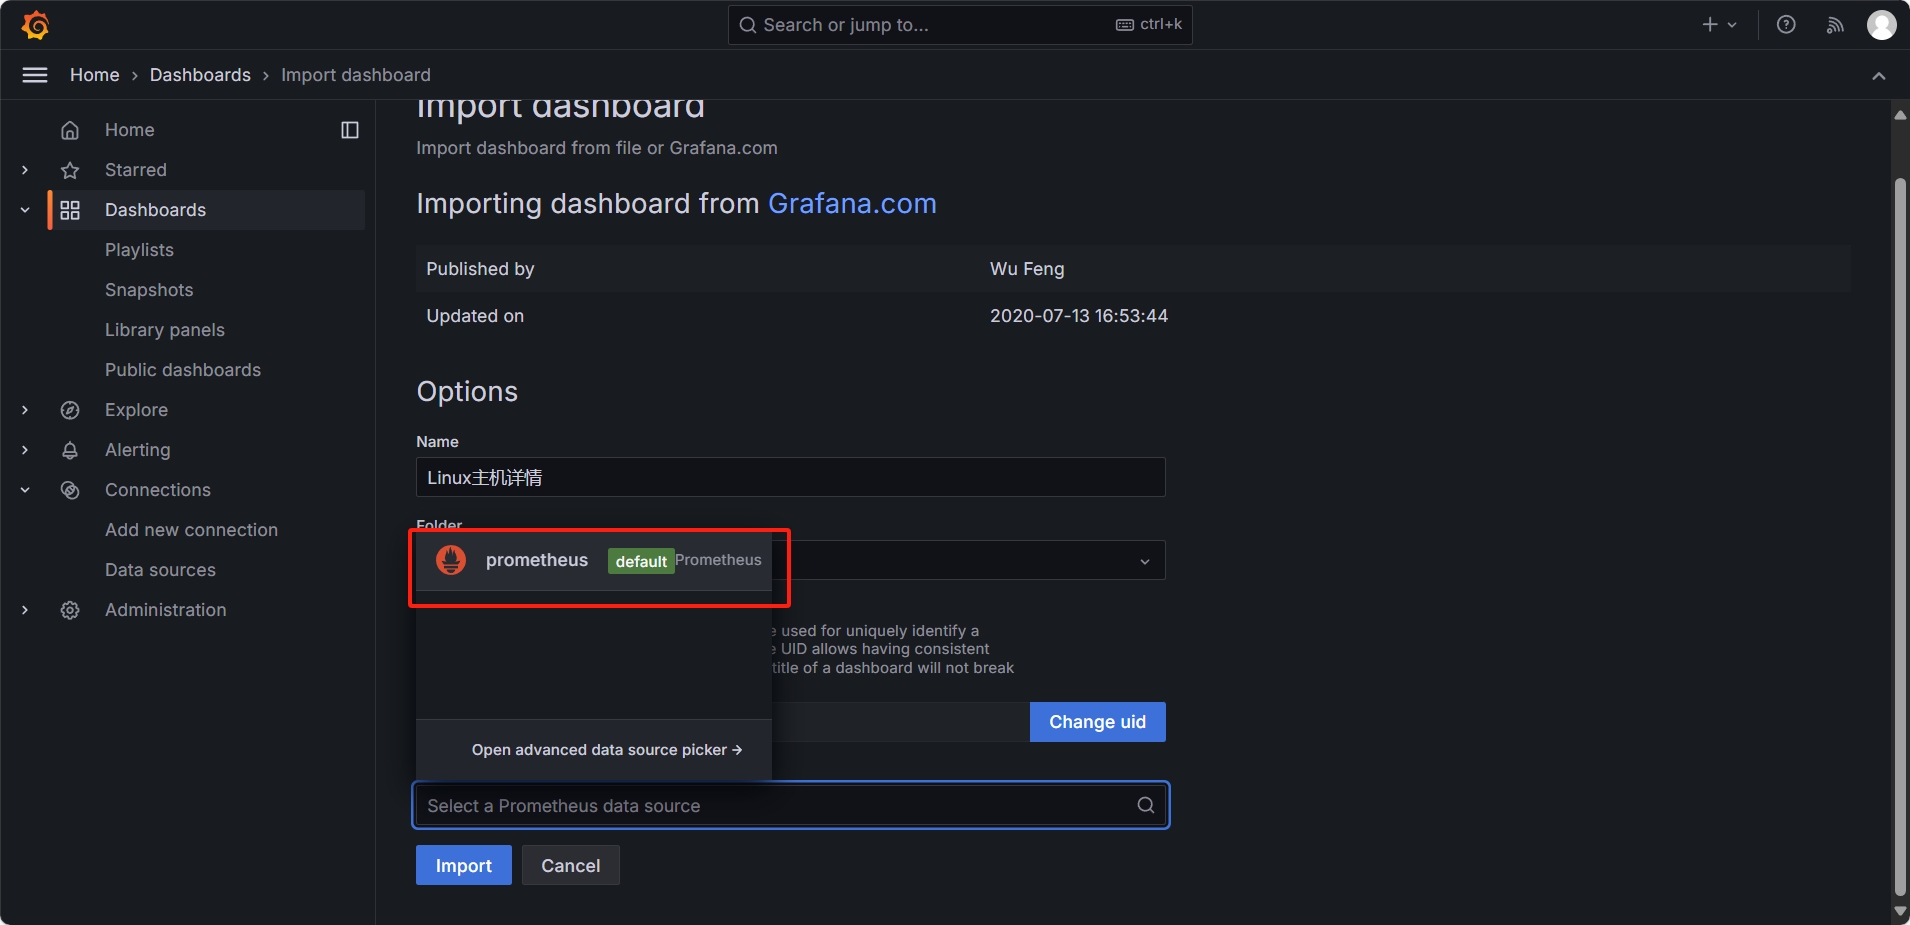 Search or jump to...
ctrl+k
Home
Dashboards
Import dashboard
Home
Starred
Dashboards
Playlists
Snapshots
Library panels
Public dashboards
Explore
Alerting
Connections
Add new connection
Data sources
Administration
Import dashboard
Import dashboard from file or Grafana.com
Importing dashboard from Grafana.com
Published by
Wu Feng
Updated on
2020-07-13 16:53:44
Options
Name
Linux主机详情
Folder
prometheus
default
Prometheus
used for uniquely identify a
UID allows having consistent
title of a dashboard will not break
Change uid
Open advanced data source picker →
Select a Prometheus data source
Import
Cancel